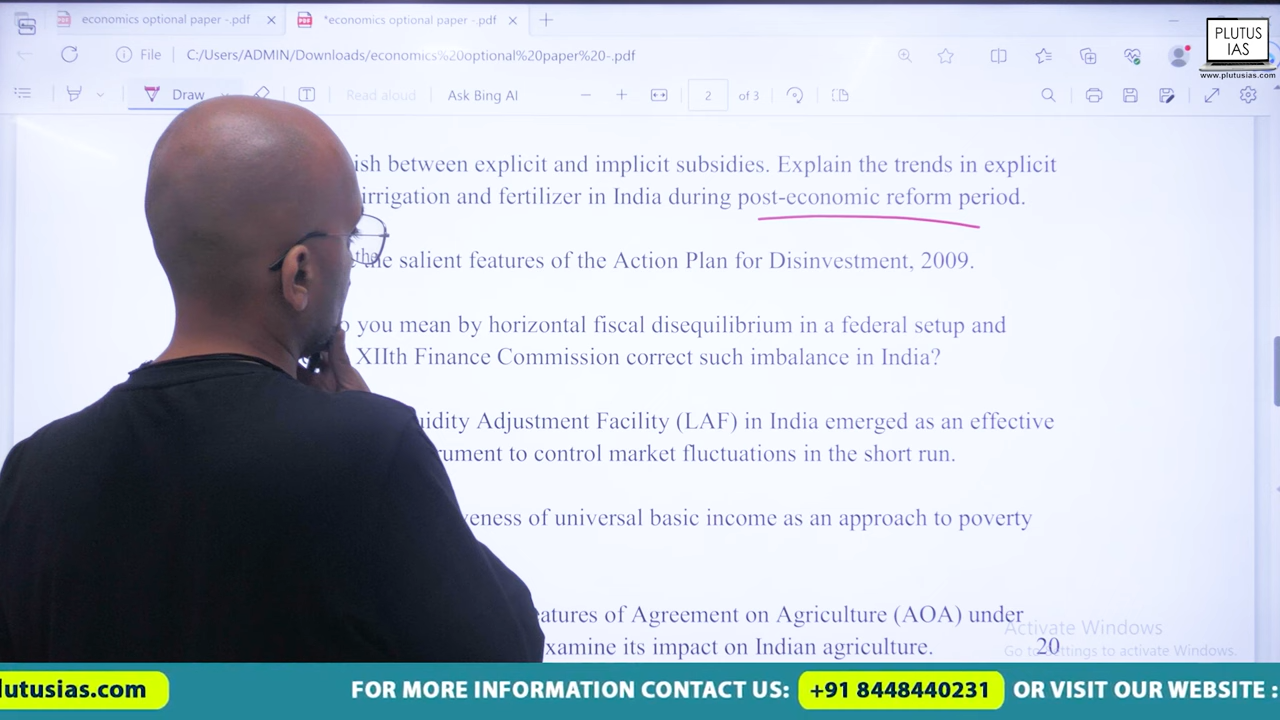 economics optional paper -.pdf
*economics optional paper -.pdf
PLUTUS
IAS
www.plutusias.com
File C:/Users/ADMIN/Downloads/economics%20optional%20paper%20-.pdf
Draw Read aloud Ask Bing AI 2 of 3
ish between explicit and implicit subsidies. Explain the trends in explicit
irrigation and fertilizer in India during post-economic reform period.
the salient features of the Action Plan for Disinvestment, 2009.
you mean by horizontal fiscal disequilibrium in a federal setup and
XIIth Finance Commission correct such imbalance in India?
uidity Adjustment Facility (LAF) in India emerged as an effective
rument to control market fluctuations in the short run.
veness of universal basic income as an approach to poverty
eatures of Agreement on Agriculture (AOA) under
xamine its impact on Indian agriculture. 20
Activate Windows
Go to Settings to activate Windows.
lutusias.com FOR MORE INFORMATION CONTACT US: +91 8448440231 OR VISIT OUR WEBSITE :